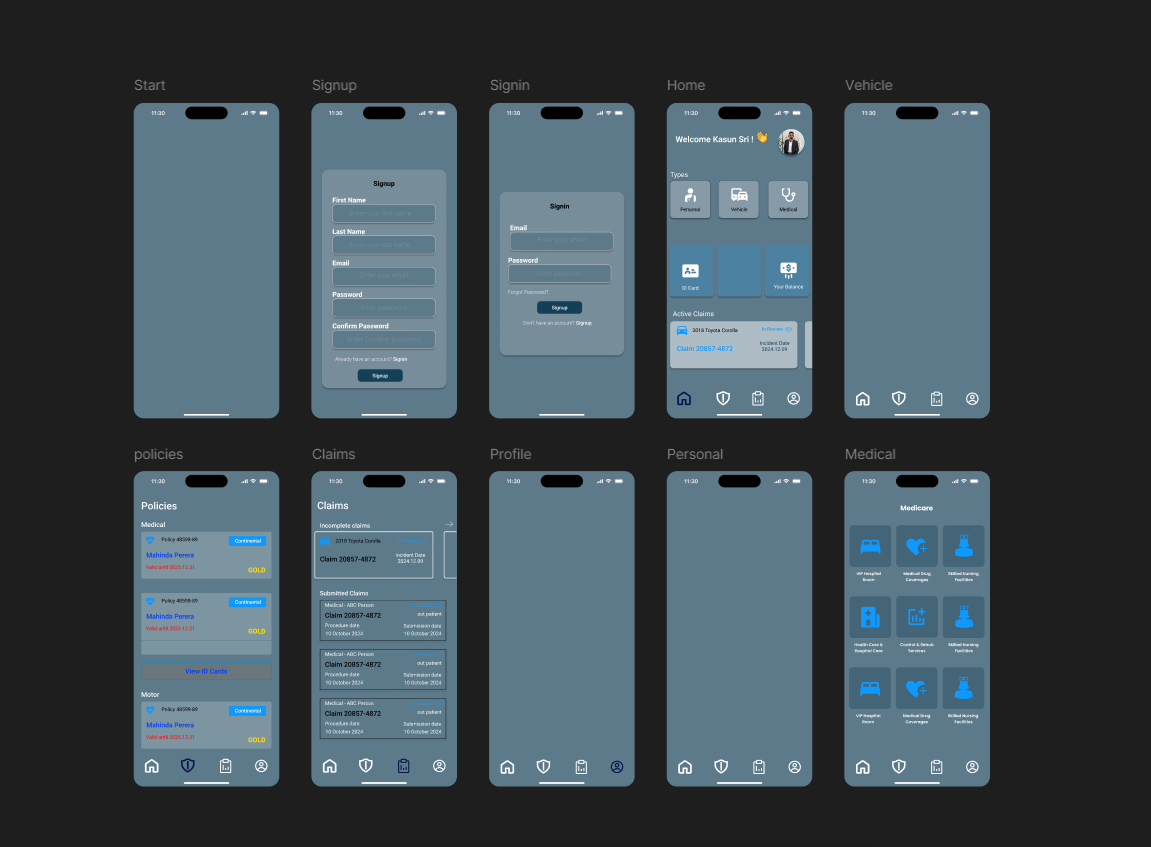 Start
11:30
Signup
11:30
Signup
First Name
Enter your first name
Last Name
Enter your last name
Email
Enter your email
Password
Enter password
Confirm Password
Already have an account? Signin
Signup
Signin
11:30
Signin
Email
Enter your email
Password
Enter password
Forgot Password?
Signup
Don't have an account? Signup
Home
11:30
Welcome Kasun Sri ! 👋
Types
Personal
Vehicle
Medical
ID Card
Your Balance
Active Claims
2018 Toyota Corolla
In Review
Claim 20857-4872
Incident Date
2024.12.09
Vehicle
11:30
policies
11:30
Policies
Medical
Policy 48598-89
Continental
Mahinda Perera
Valid until 2025.12.31
GOLD
Policy 48598-89
Continental
Mahinda Perera
Valid until 2025.12.31
GOLD
View ID Cards
Motor
Policy 48598-89
Continental
Mahinda Perera
Valid until 2025.12.31
GOLD
Claims
11:30
Claims
Incomplete claims
2018 Toyota Corolla
Claim 20857-4872
Incident Date
2024.12.09
Submitted Claims
Medical - ABC Person
Claim 20857-4872
out patient
Procedure date
Submission date
10 October 2024
10 October 2024
Medical - ABC Person
Claim 20857-4872
out patient
Procedure date
Submission date
10 October 2024
10 October 2024
Medical - ABC Person
Claim 20857-4872
out patient
Procedure date
Submission date
10 October 2024
10 October 2024
Profile
11:30
Personal
11:30
Medical
11:30
Medicare
VIP Hospital
Room
Medical Drug
Coverages
Skilled Nursing
Facilities
Health Care &
Hospital Care
Control & Rehab
Services
Skilled Nursing
Facilities
VIP Hospital
Room
Medical Drug
Coverages
Skilled Nursing
Facilities